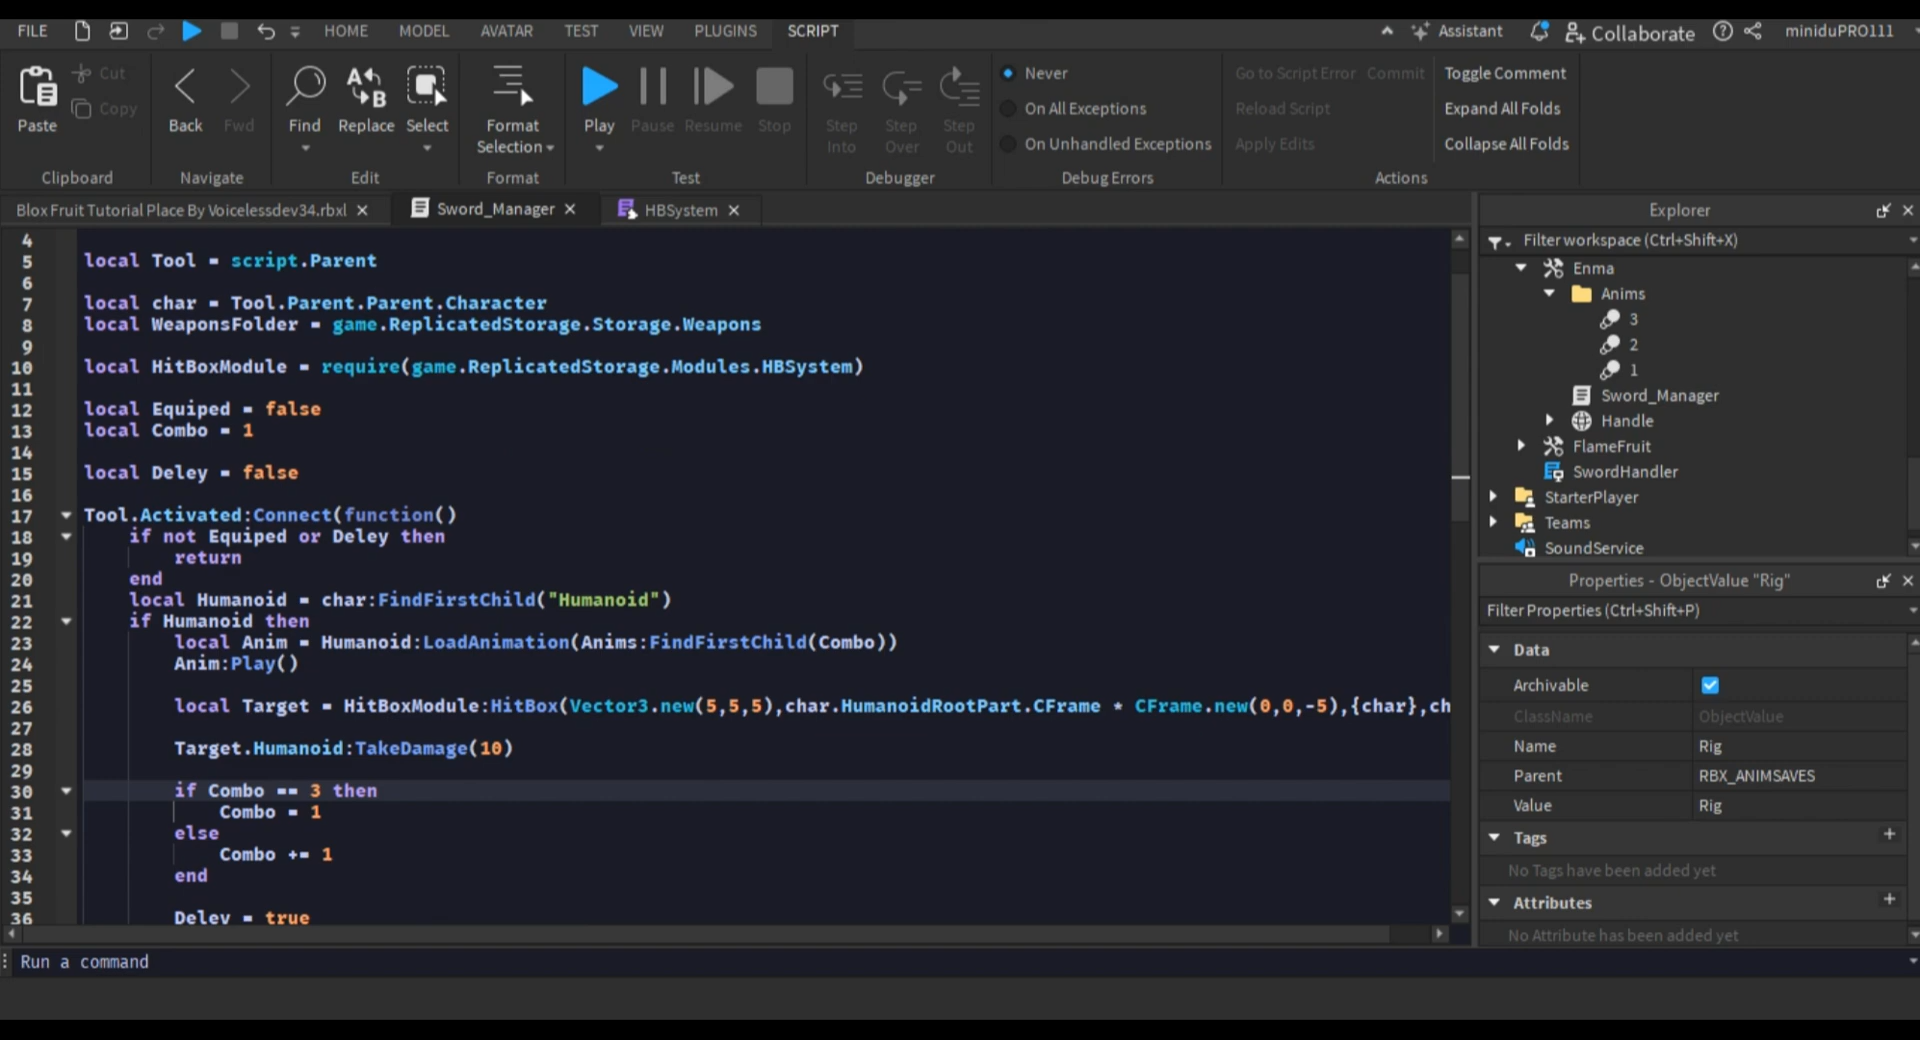 FILE HOME MODEL AVATAR TEST VIEW PLUGINS SCRIPT Assistant Collaborate miniduPRO111
Paste Cut Copy Back Fwd Find Replace Select Format Selection Play Pause Resume Stop Step Into Step Over Step Out
Never
On All Exceptions
On Unhandled Exceptions
Go to Script Error Commit
Reload Script
Apply Edits
Toggle Comment
Expand All Folds
Collapse All Folds
Clipboard Navigate Edit Format Test Debugger Debug Errors Actions
Blox Fruit Tutorial Place By Voicelessdev34.rbxl Sword_Manager HBSystem
4
5 local Tool = script.Parent
6
7 local char = Tool.Parent.Parent.Character
8 local WeaponsFolder = game.ReplicatedStorage.Storage.Weapons
9
10 local HitBoxModule = require(game.ReplicatedStorage.Modules.HBSystem)
11
12 local Equiped = false
13 local Combo = 1
14
15 local Deley = false
16
17 Tool.Activated:Connect(function()
18 if not Equiped or Deley then
19 return
20 end
21 local Humanoid = char:FindFirstChild("Humanoid")
22 if Humanoid then
23 local Anim = Humanoid:LoadAnimation(Anims:FindFirstChild(Combo))
24 Anim:Play()
25
26 local Target = HitBoxModule:HitBox(Vector3.new(5,5,5),char.HumanoidRootPart.CFrame * CFrame.new(0,0,-5),{char},ch
27
28 Target.Humanoid:TakeDamage(10)
29
30 if Combo == 3 then
31 Combo = 1
32 else
33 Combo += 1
34 end
35
36 Deley = true
Run a command
Explorer
Filter workspace (Ctrl+Shift+X)
Enma
Anims
3
2
1
Sword_Manager
Handle
FlameFruit
SwordHandler
StarterPlayer
Teams
SoundService
Properties - ObjectValue "Rig"
Filter Properties (Ctrl+Shift+P)
Data
Archivable
ClassName ObjectValue
Name Rig
Parent RBX_ANIMSAVES
Value Rig
Tags
No Tags have been added yet
Attributes
No Attribute has been added yet